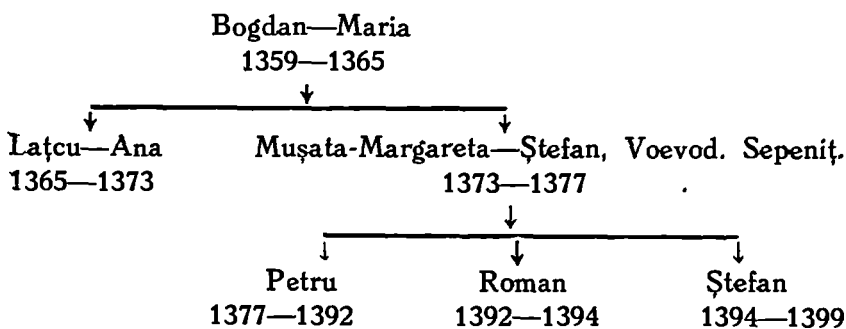 Bogdan—Maria
1359—1365
Lațcu—Ana Mușata-Margareta—Ștefan, Voevod. Sepeniț.
1365—1373 1373—1377
Petru Roman Ștefan
1377—1392 1392—1394 1394—1399